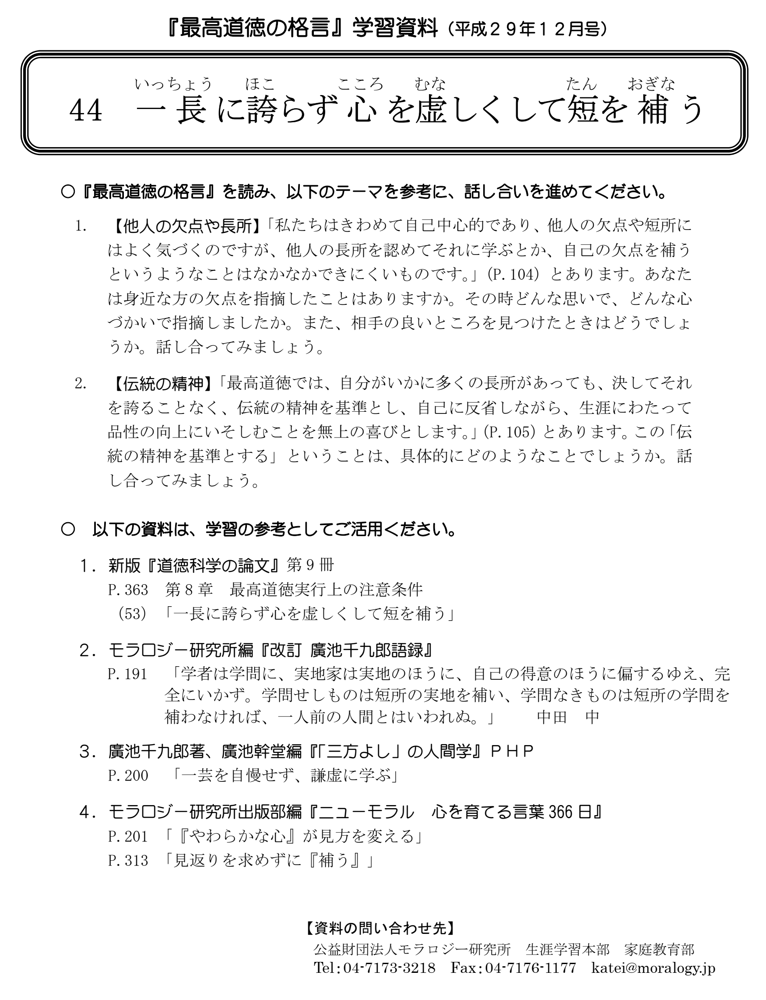 『最高道徳の格言』学習資料（平成２９年１２月号）
いっちょう ほこ こころ むな たん おぎな
44　一長に誇らず心を虚しくして短を補う
○『最高道徳の格言』を読み、以下のテーマを参考に、話し合いを進めてください。
1.　【他人の欠点や長所】「私たちはきわめて自己中心的であり、他人の欠点や短所に
はよく気づくのですが、他人の長所を認めてそれに学ぶとか、自己の欠点を補う
というようなことはなかなかできにくいものです。」（P.104）とあります。あなた
は身近な方の欠点を指摘したことはありますか。その時どんな思いで、どんな心
づかいで指摘しましたか。また、相手の良いところを見つけたときはどうでしょ
うか。話し合ってみましょう。
2.　【伝統の精神】「最高道徳では、自分がいかに多くの長所があっても、決してそれ
を誇ることなく、伝統の精神を基準とし、自己に反省しながら、生涯にわたって
品性の向上にいそしむことを無上の喜びとします。」（P.105）とあります。この「伝
統の精神を基準とする」ということは、具体的にどのようなことでしょうか。話
し合ってみましょう。
○　以下の資料は、学習の参考としてご活用ください。
１．新版『道徳科学の論文』第９冊
P.363　第８章　最高道徳実行上の注意条件
（53）「一長に誇らず心を虚しくして短を補う」
２．モラロジー研究所編『改訂 廣池千九郎語録』
P.191　「学者は学問に、実地家は実地のほうに、自己の得意のほうに偏するゆえ、完
全にいかず。学問せしものは短所の実地を補い、学問なきものは短所の学問を
補わなければ、一人前の人間とはいわれぬ。」　　中田　中
３．廣池千九郎著、廣池幹堂編『「三方よし」の人間学』ＰＨＰ
P.200　「一芸を自慢せず、謙虚に学ぶ」
４．モラロジー研究所出版部編『ニューモラル　心を育てる言葉366日』
P.201　「『やわらかな心』が見方を変える」
P.313　「見返りを求めずに『補う』」
【資料の問い合わせ先】
公益財団法人モラロジー研究所　生涯学習本部　家庭教育部
Tel：04-7173-3218　Fax：04-7176-1177　katei@moralogy.jp